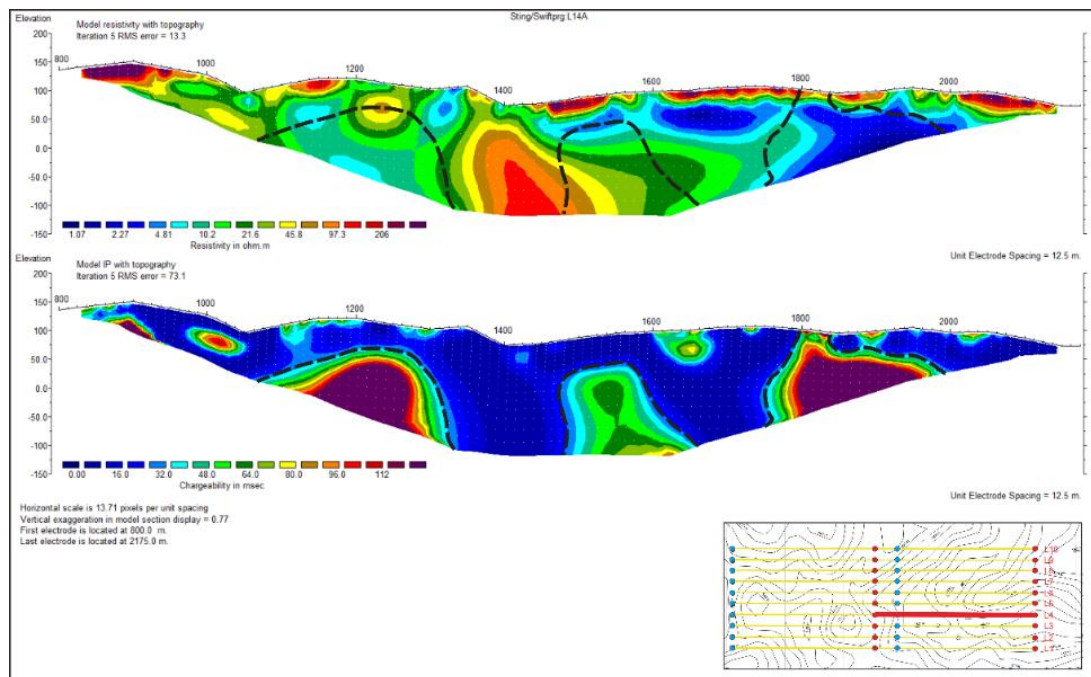 Sting/Swiftprg L14A
Elevation
Model resistivity with topography
Iteration 5 RMS error = 13.3
200
150
100
50.0
0.0
-50.0
-100
-150
800
1000
1200
1400
1600
1800
2000
1.07 2.27 4.81 10.2 21.6 45.8 97.3 206
Resistivity in ohm.m
Unit Electrode Spacing = 12.5 m.
Elevation
Model IP with topography
Iteration 5 RMS error = 73.1
200
150
100
50.0
0.0
-50.0
-100
-150
800
1000
1200
1400
1600
1800
2000
0.00 16.0 32.0 48.0 64.0 80.0 96.0 112
Chargeability in msec
Unit Electrode Spacing = 12.5 m.
Horizontal scale is 13.71 pixels per unit spacing
Vertical exaggeration in model section display = 0.77
First electrode is located at 800.0 m.
Last electrode is located at 2175.0 m.
L10
L4
L3
L2